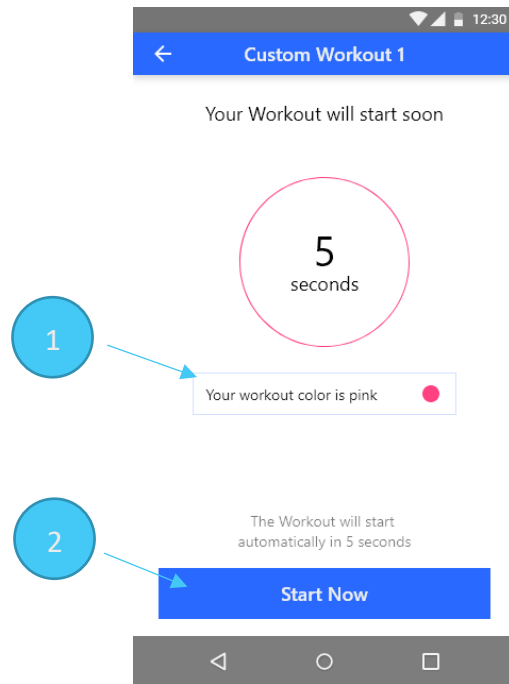 12:30
Custom Workout 1
Your Workout will start soon
5
seconds
1
Your workout color is pink
2
The Workout will start
automatically in 5 seconds
Start Now